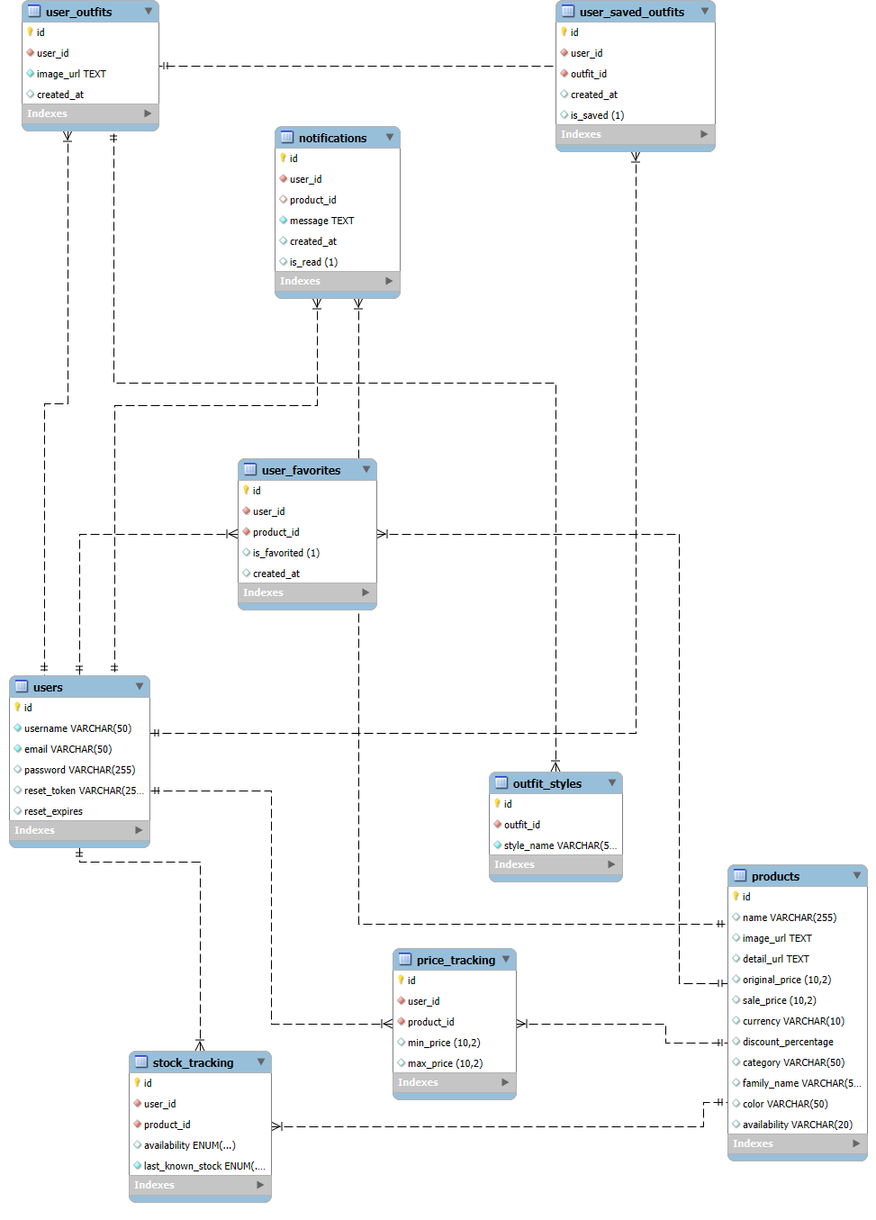 user_outfits
id
user_id
image_url TEXT
created_at
Indexes
user_saved_outfits
id
user_id
outfit_id
created_at
is_saved (1)
Indexes
notifications
id
user_id
product_id
message TEXT
created_at
is_read (1)
Indexes
user_favorites
id
user_id
product_id
is_favorited (1)
created_at
Indexes
users
id
username VARCHAR(50)
email VARCHAR(50)
password VARCHAR(255)
reset_token VARCHAR(25...
reset_expires
Indexes
outfit_styles
id
outfit_id
style_name VARCHAR(5...
Indexes
products
id
name VARCHAR(255)
image_url TEXT
detail_url TEXT
original_price (10,2)
sale_price (10,2)
currency VARCHAR(10)
discount_percentage
category VARCHAR(50)
family_name VARCHAR(5...
color VARCHAR(50)
availability VARCHAR(20)
Indexes
price_tracking
id
user_id
product_id
min_price (10,2)
max_price (10,2)
Indexes
stock_tracking
id
user_id
product_id
availability ENUM(...)
last_known_stock ENUM(....
Indexes